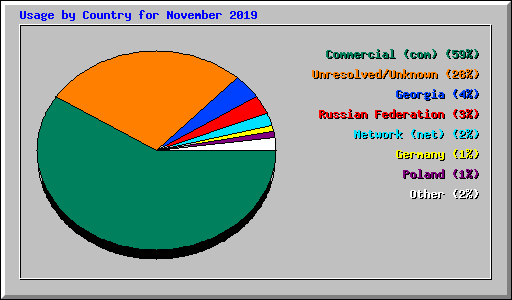 Usage by Country for November 2019
Commercial (com) (59%)
Unresolved/Unknown (26%)
Georgia (4%)
Russian Federation (3%)
Network (net) (2%)
Germany (1%)
Poland (1%)
Other (2%)